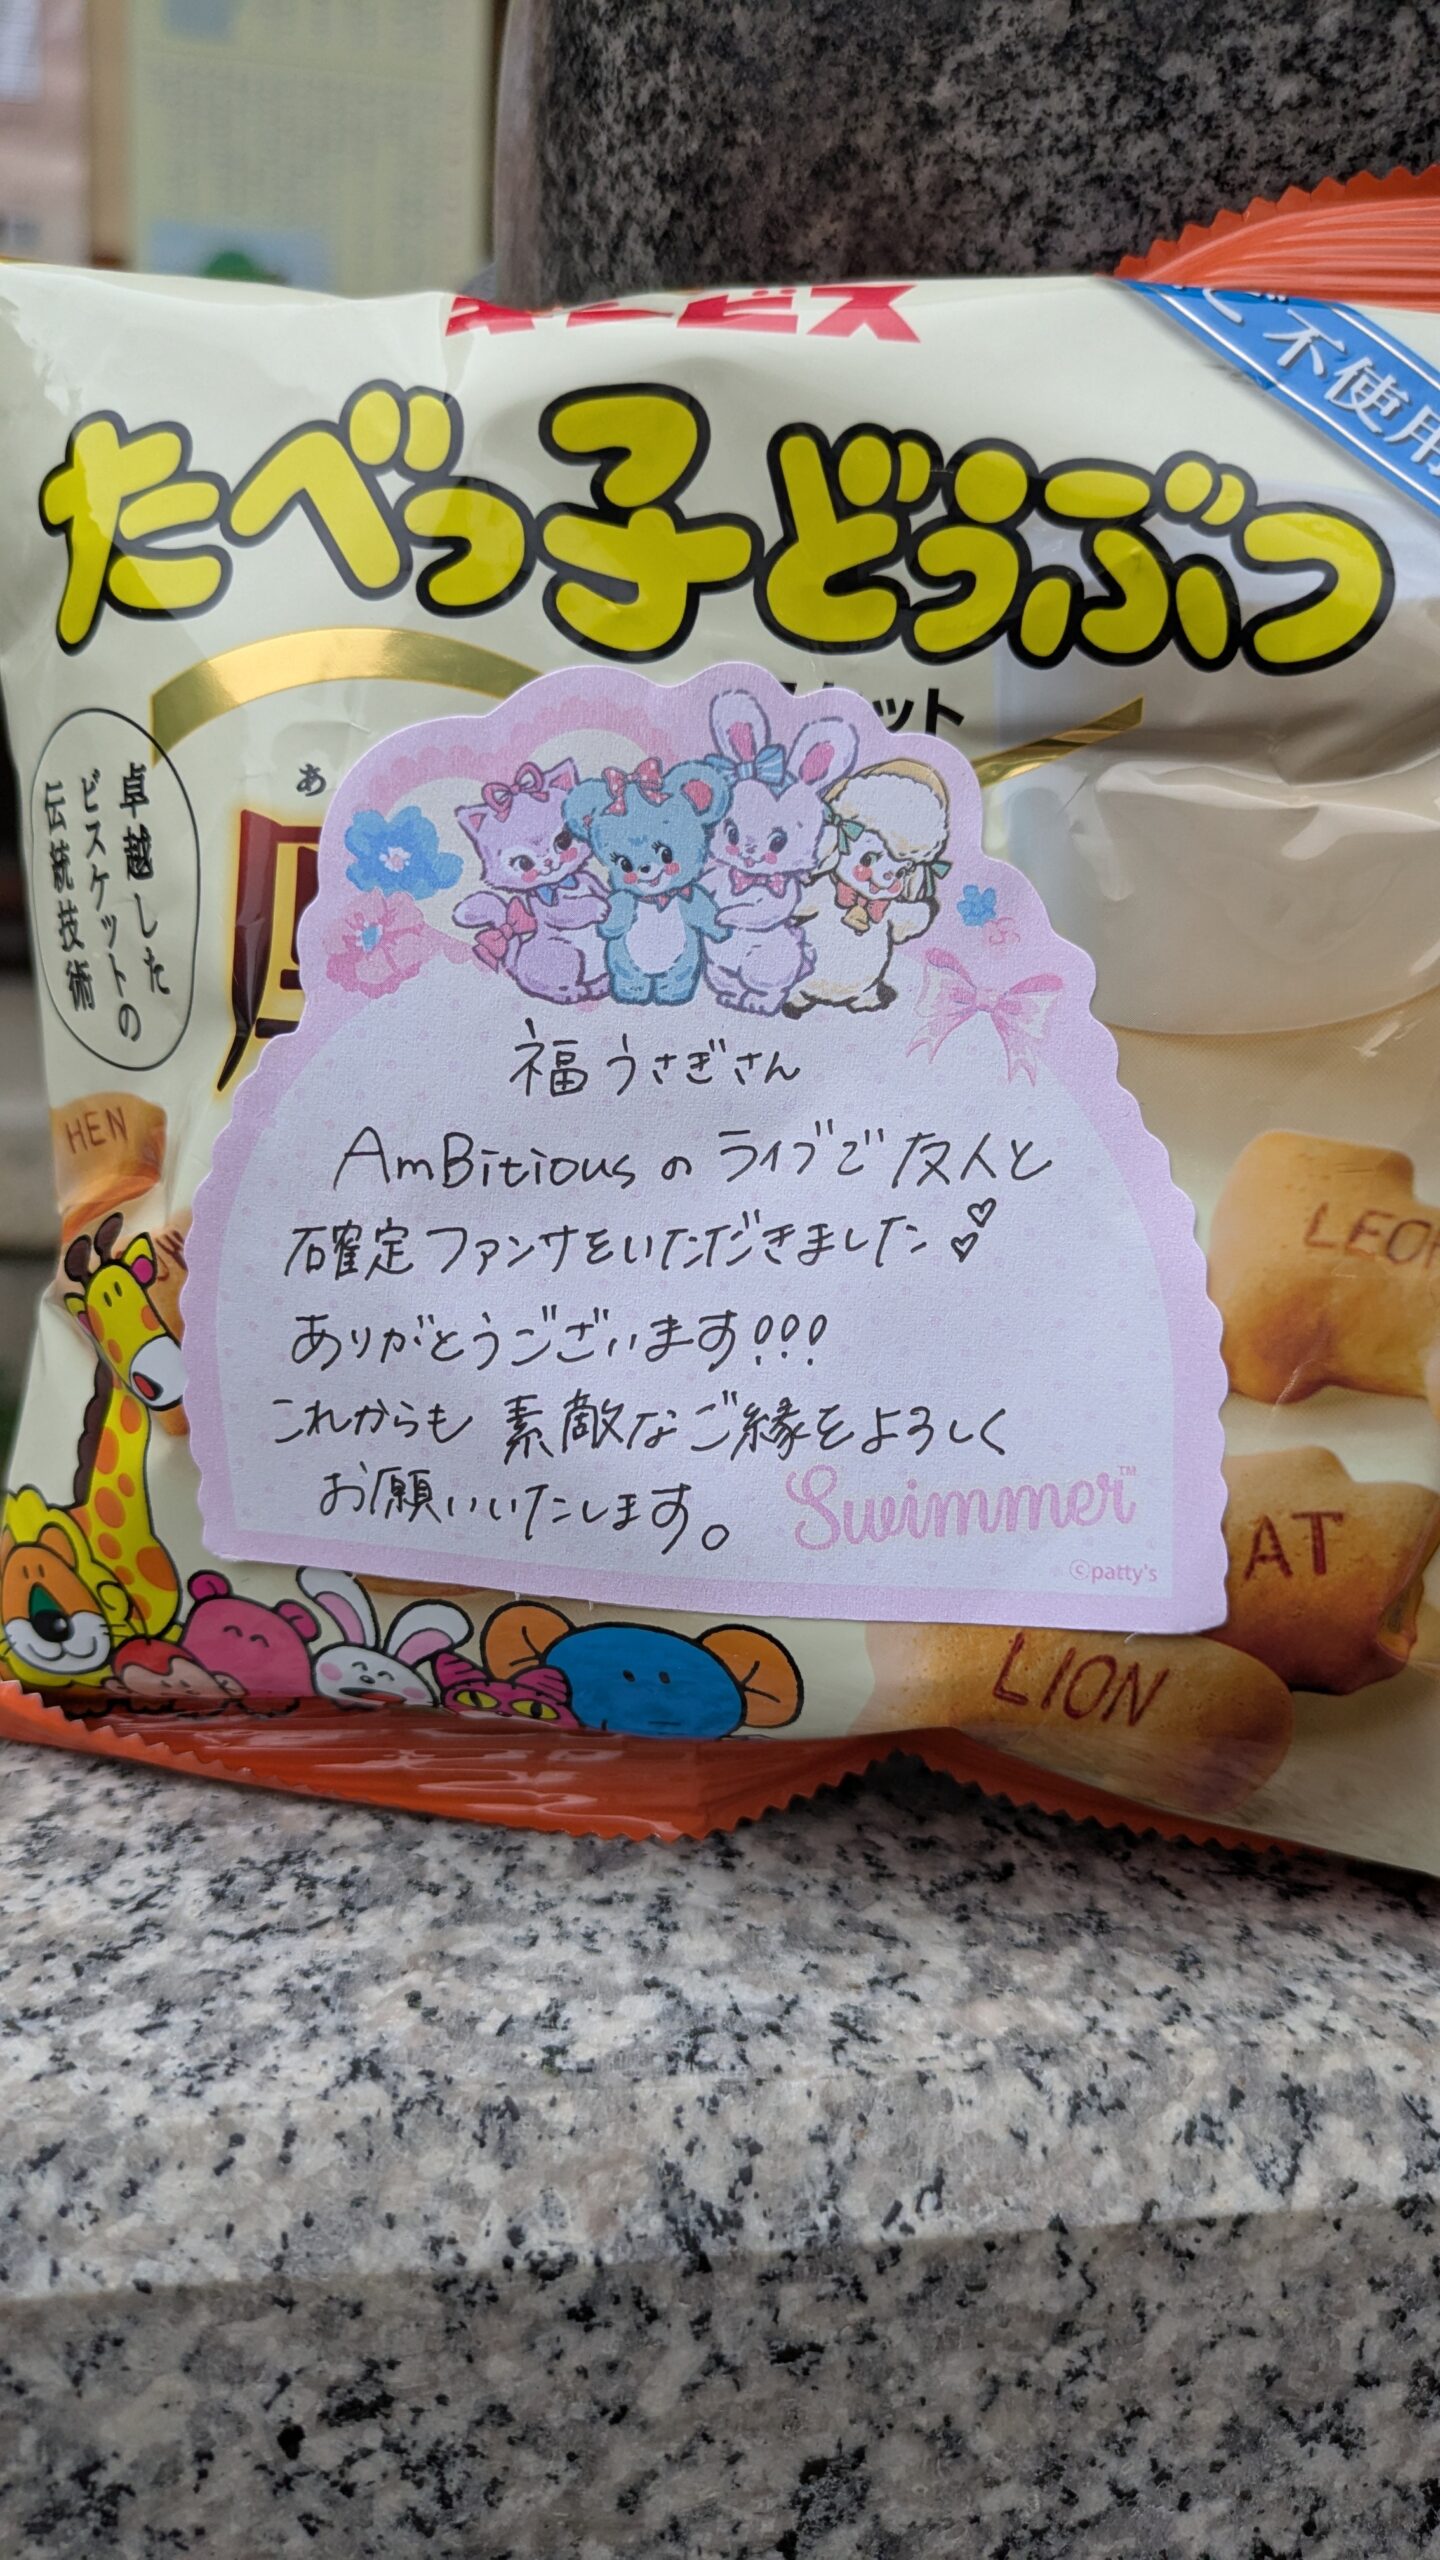 ギンビス
不使用
たべっ子どうぶつ
ット
あ
卓越した
ビスケットの
伝統技術
福うさぎさん
AmBitiousのライブで友人と
確定ファンサをいただきました♡♡
ありがとうございます!!!
これからも素敵なご縁をよろしく
お願いいたします。
Swimmer™
©patty's
HEN
LEO
AT
LION